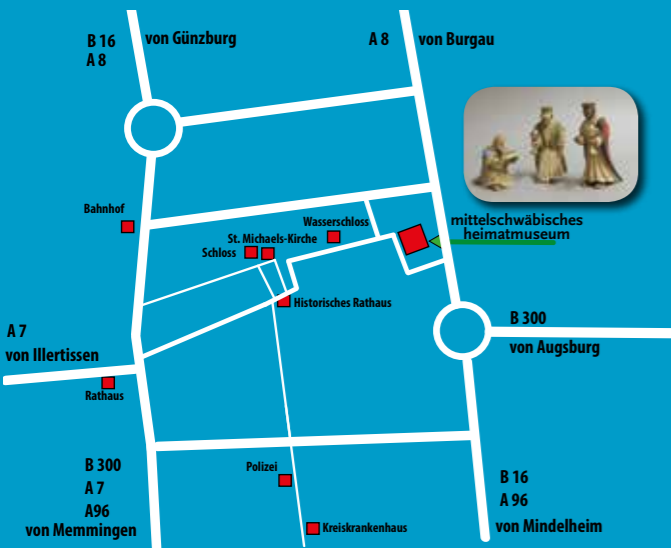 B 16
A 8
von Günzburg
A 8
von Burgau
Bahnhof
Wasserschloss
St. Michaels-Kirche
Schloss
mittelschwäbisches
heimatmuseum
Historisches Rathaus
A 7
von Illertissen
B 300
von Augsburg
Rathaus
B 300
A 7
A96
von Memmingen
Polizei
B 16
A 96
von Mindelheim
Kreiskrankenhaus